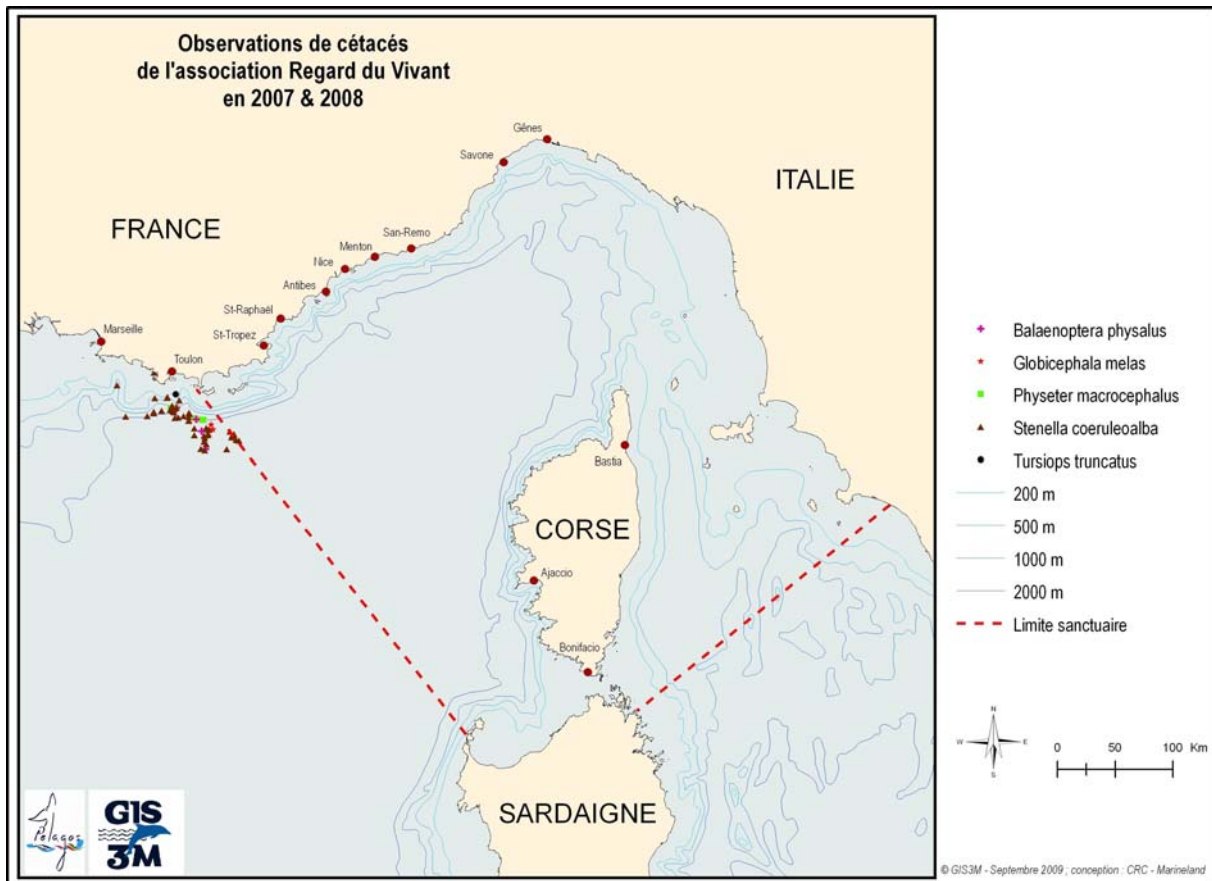 Observations de cétacés
de l'association Regard du Vivant
en 2007 & 2008
Gênes
Savone
ITALIE
FRANCE
San-Remo
Menton
Nice
Antibes
St-Raphaël
St-Tropez
Marseille
Toulon
Bastia
CORSE
Ajaccio
Bonifacio
SARDAIGNE
Balaenoptera physalus
Globicephala melas
Physeter macrocephalus
Stenella coeruleoalba
Tursiops truncatus
200 m
500 m
1000 m
2000 m
Limite sanctuaire
N
W E
S
0 50 100 Km
Pelagos
GIS
3M
© GIS3M - Septembre 2009 ; conception : CRC - Marineland